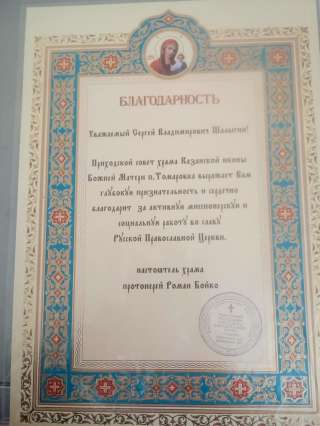 БЛАГОДАРНОСТЬ
Уважаемый Сергей Владимирович Шалыгин!
Приходской совет храма Казанской иконы
Божией Матери п.Томаровка выражает Вам
глубокую признательность и сердечно
благодарит за активную миссионерскую и
социальную работу во славу
Русской Православной Церкви.
настоятель храма
протоиерей Роман Бойко